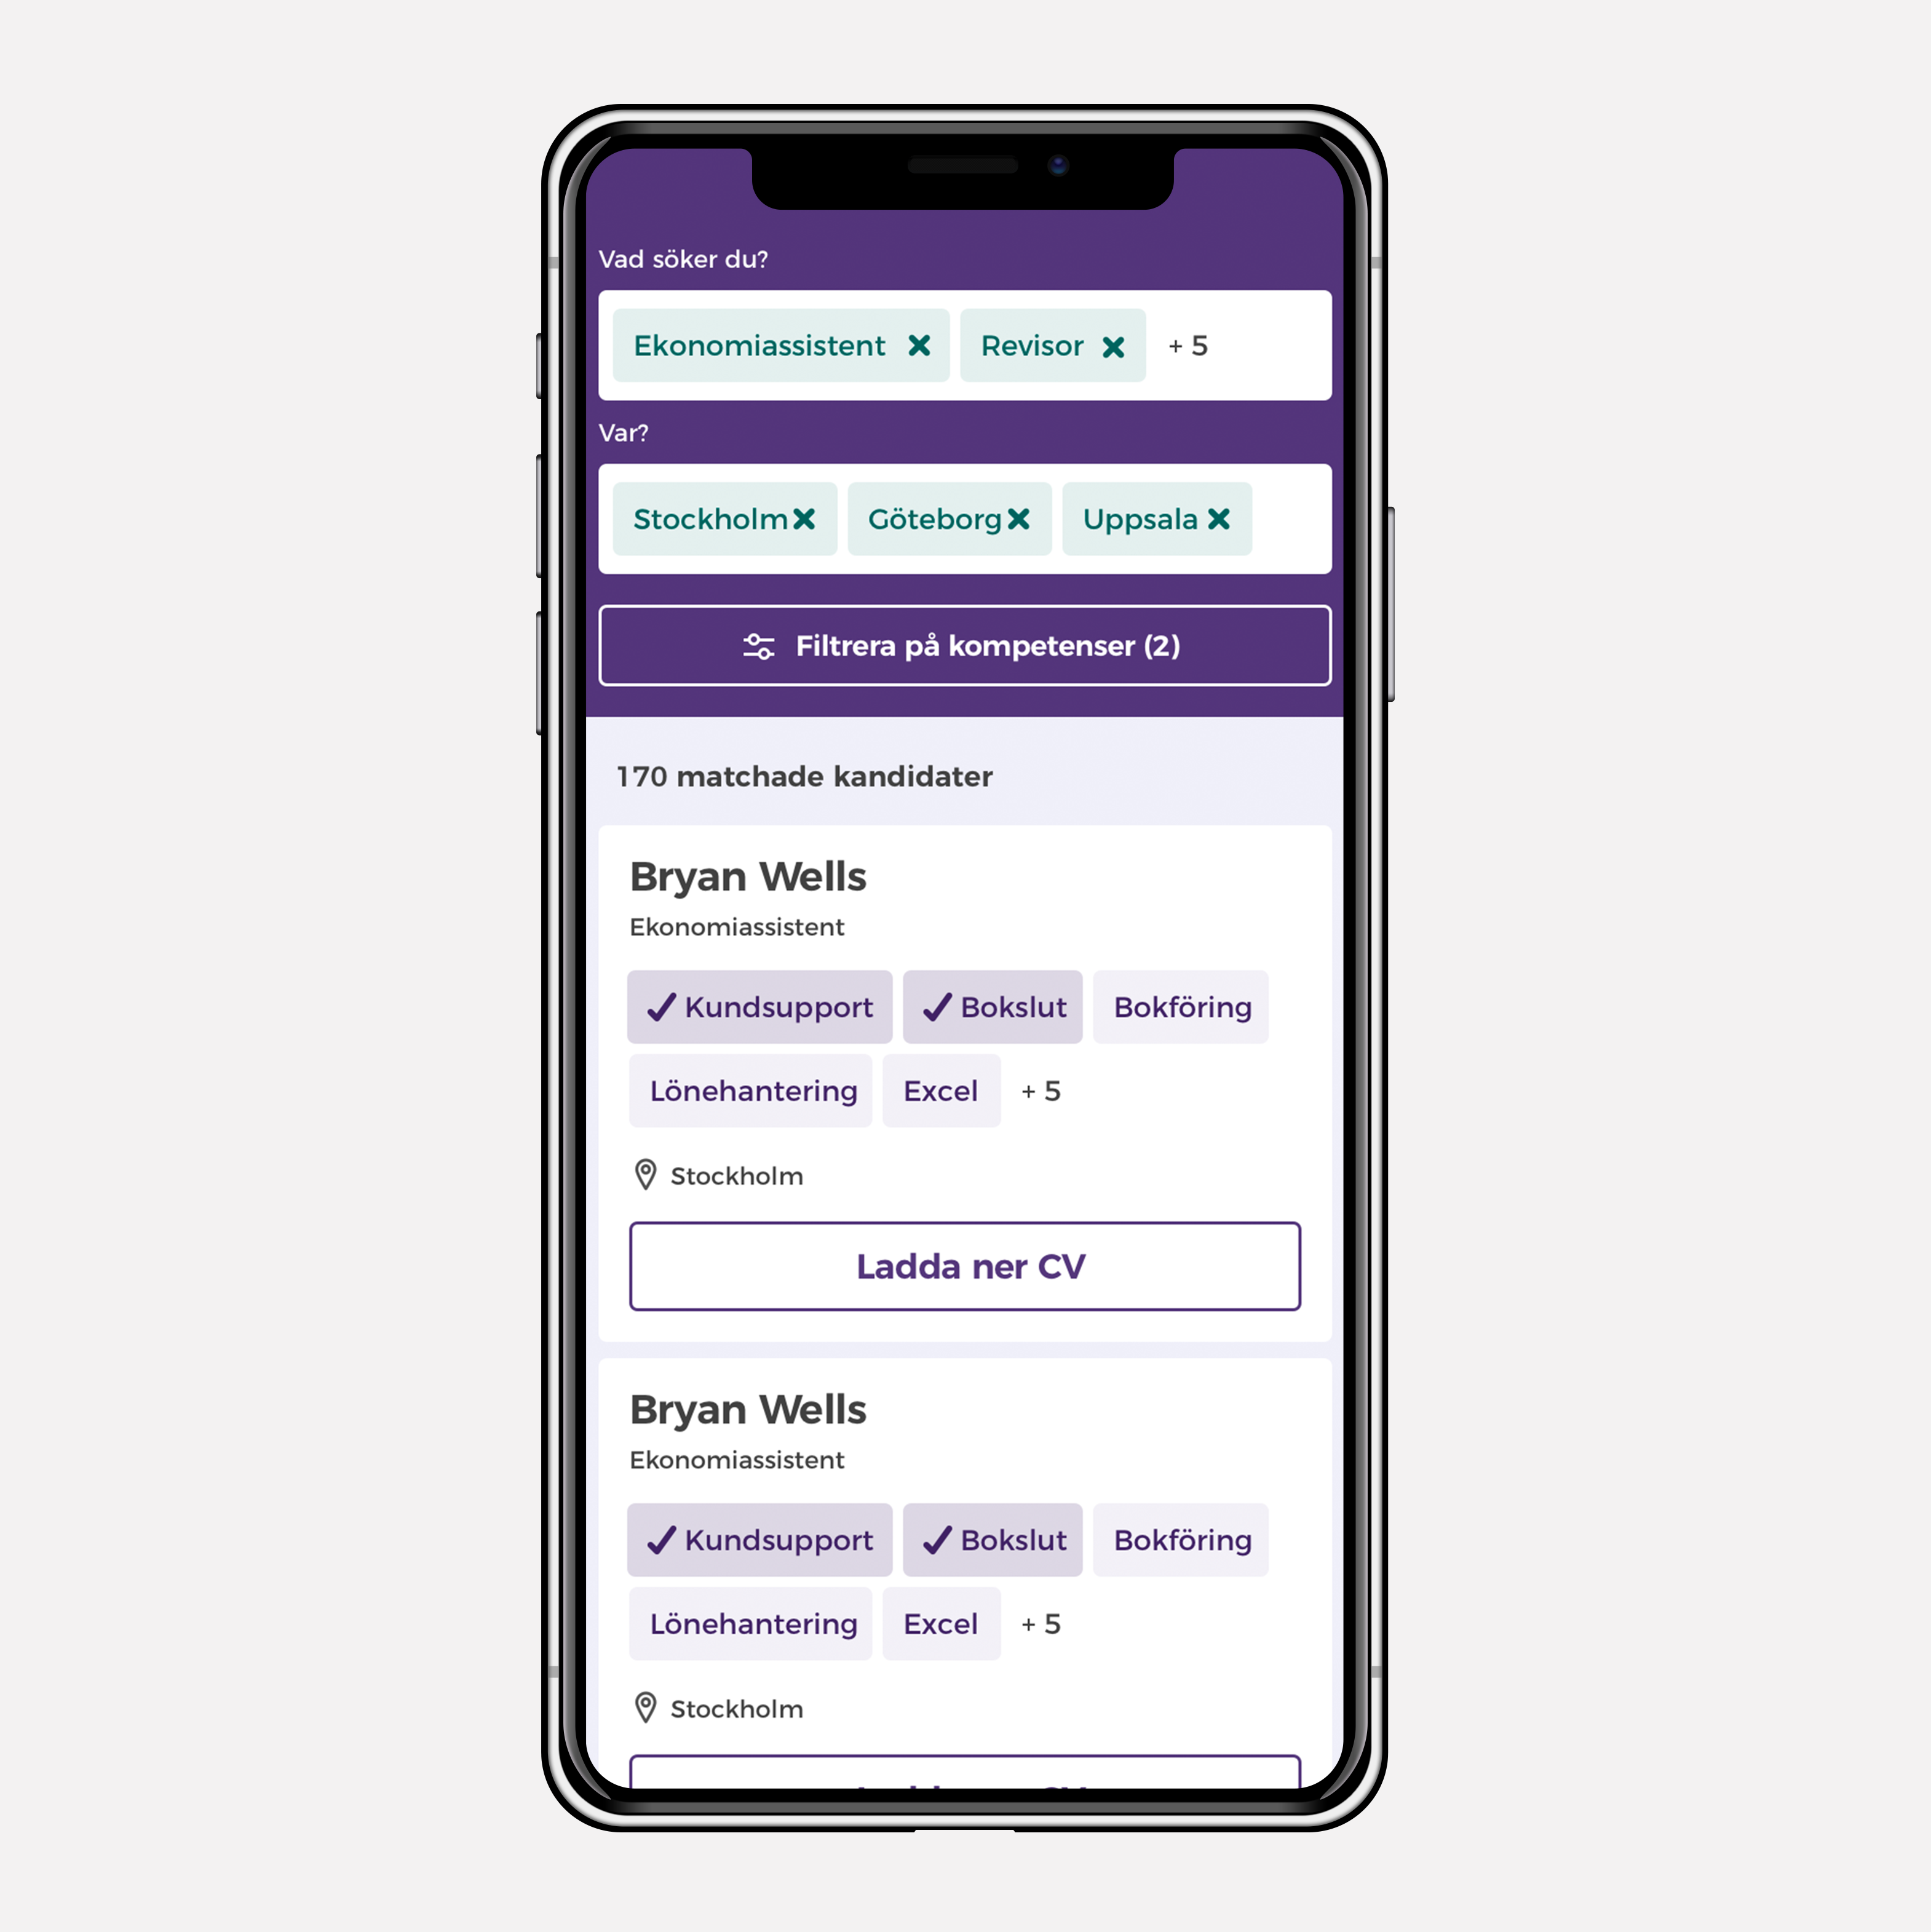 Vad söker du?
Ekonomiassistent Revisor + 5
Var?
Stockholm Göteborg Uppsala
Filtrera på kompetenser (2)
170 matchade kandidater
Bryan Wells
Ekonomiassistent
Kundsupport Bokslut Bokföring
Lönehantering Excel + 5
Stockholm
Ladda ner CV
Bryan Wells
Ekonomiassistent
Kundsupport Bokslut Bokföring
Lönehantering Excel + 5
Stockholm